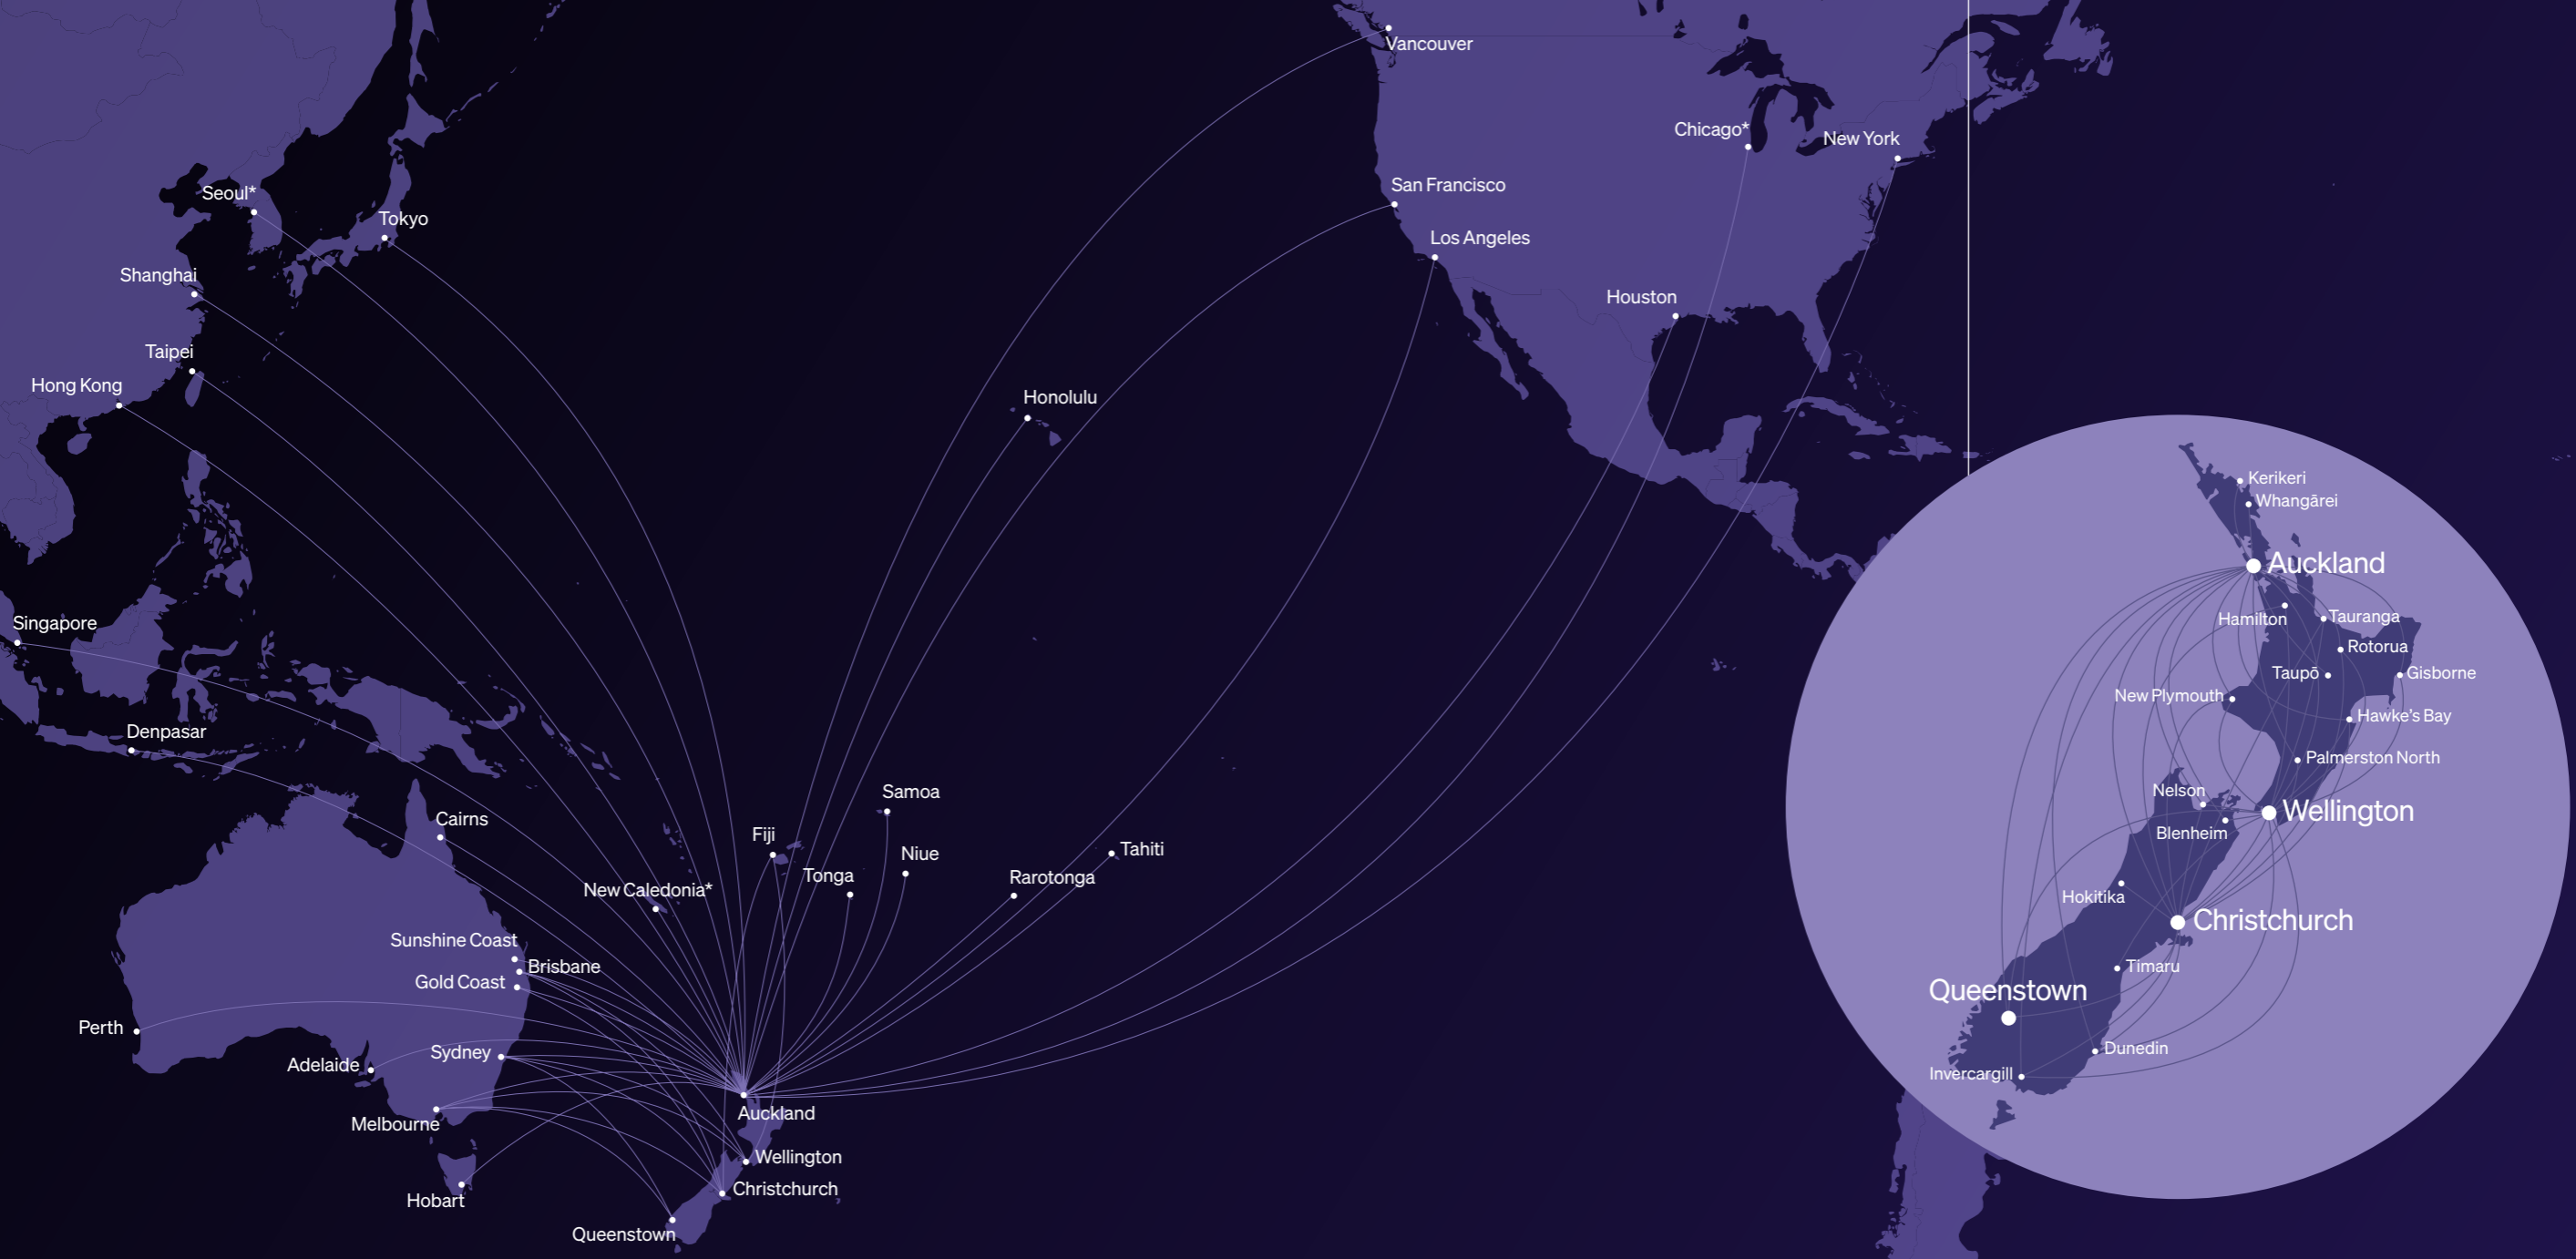 Vancouver
Chicago*
New York
San Francisco
Seoul*
Tokyo
Los Angeles
Shanghai
Houston
Taipei
Hong Kong
Honolulu
Singapore
Denpasar
Cairns
Samoa
Fiji
Tahiti
Niue
Tonga
Rarotonga
New Caledonia*
Sunshine Coast
Brisbane
Gold Coast
Perth
Sydney
Adelaide
Auckland
Melbourne
Wellington
Christchurch
Hobart
Queenstown
Kerikeri
Whangārei
Auckland
Hamilton
Tauranga
Rotorua
Taupō
Gisborne
New Plymouth
Hawke's Bay
Palmerston North
Nelson
Wellington
Blenheim
Hokitika
Christchurch
Timaru
Queenstown
Dunedin
Invercargill